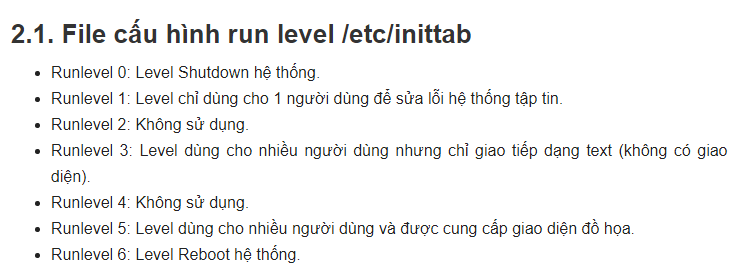 2.1. File cấu hình run level /etc/inittab
• Runlevel 0: Level Shutdown hệ thống.
• Runlevel 1: Level chỉ dùng cho 1 người dùng để sửa lỗi hệ thống tập tin.
• Runlevel 2: Không sử dụng.
• Runlevel 3: Level dùng cho nhiều người dùng nhưng chỉ giao tiếp dạng text (không có giao
diện).
• Runlevel 4: Không sử dụng.
• Runlevel 5: Level dùng cho nhiều người dùng và được cung cấp giao diện đồ họa.
• Runlevel 6: Level Reboot hệ thống.